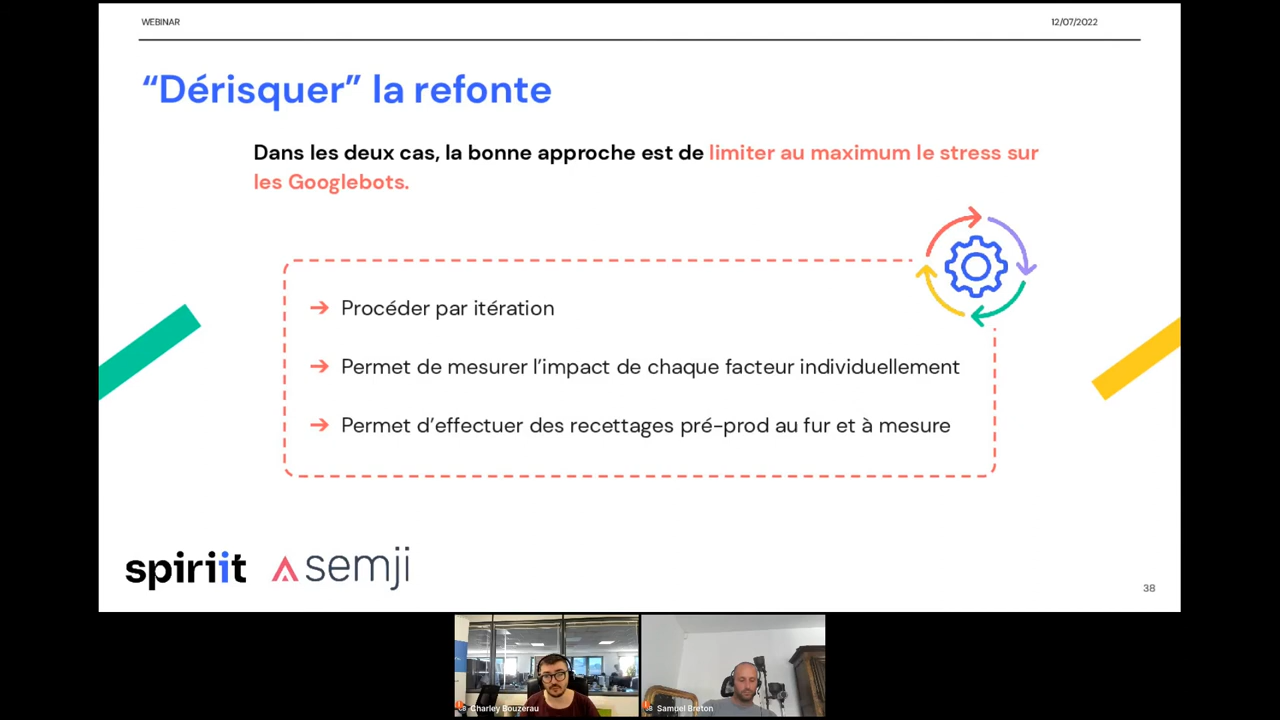 WEBINAR
12/07/2022
“Dérisquer” la refonte
Dans les deux cas, la bonne approche est de limiter au maximum le stress sur
les Googlebots.
Procéder par itération
Permet de mesurer l’impact de chaque facteur individuellement
Permet d’effectuer des recettages pré-prod au fur et à mesure
spiriit semji
38
Charley Bouzerau
Samuel Breton